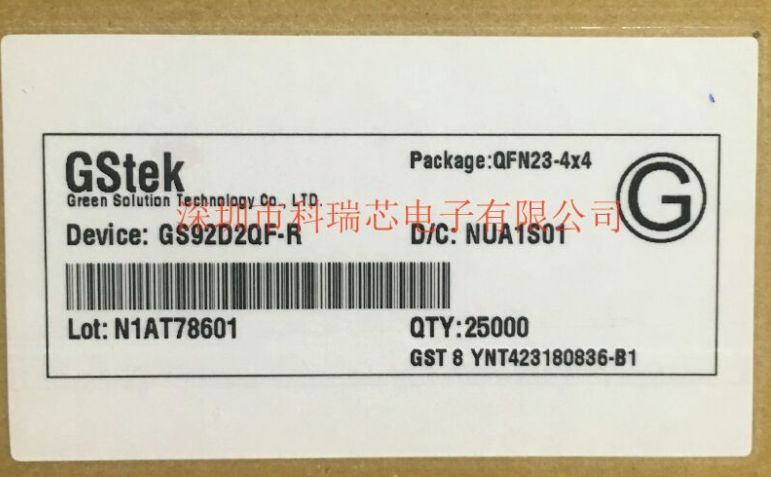 GStek
Package:QFN23-4x4
G
Green Solution Technology Co., LTD.
深圳市科瑞芯电子有限公司
Device: GS92D2QF-R
D/C: NUA1S01
Lot: N1AT78601
QTY:25000
GST 8 YNT423180836-B1